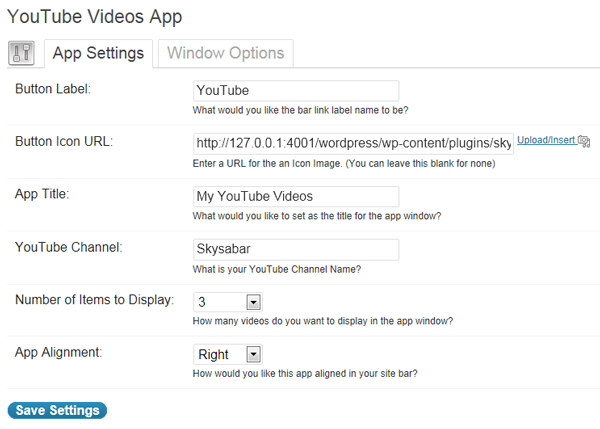 YouTube Videos App
App Settings
Window Options
Button Label:
YouTube
What would you like the bar link label name to be?
Button Icon URL:
http://127.0.0.1:4001/wordpress/wp-content/plugins/sky
Upload/Insert
Enter a URL for the an Icon Image. (You can leave this blank for none)
App Title:
My YouTube Videos
What would you like to set as the title for the app window?
YouTube Channel:
Skysabar
What is your YouTube Channel Name?
Number of Items to Display:
3
How many videos do you want to display in the app window?
App Alignment:
Right
How would you like this app aligned in your site bar?
Save Settings